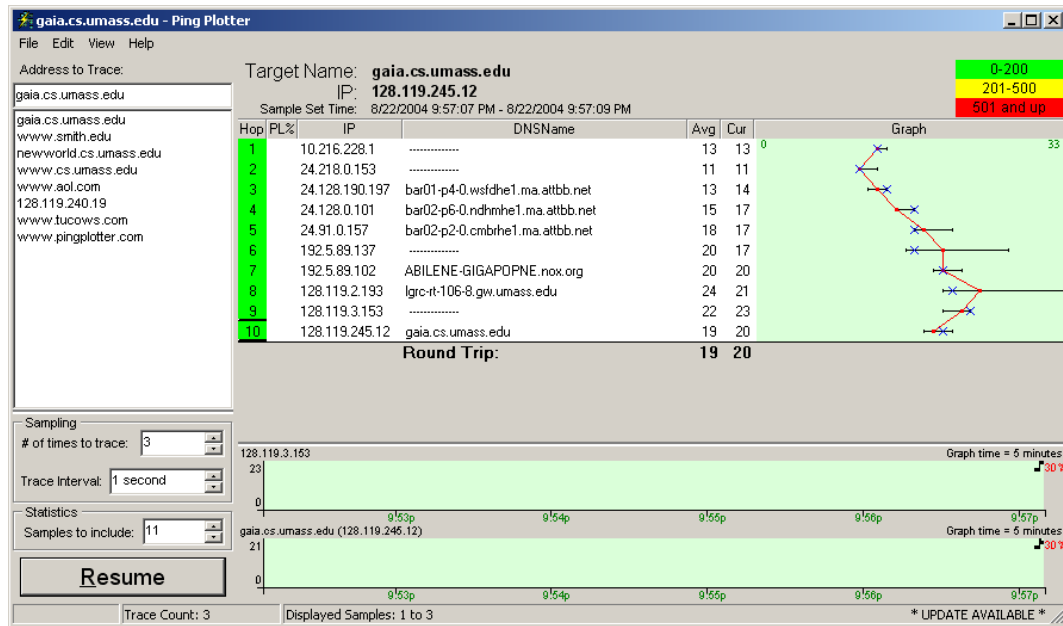 gaia.cs.umass.edu - Ping Plotter
File Edit View Help
Address to Trace:
gaia.cs.umass.edu
gaia.cs.umass.edu
www.smith.edu
newworld.cs.umass.edu
www.cs.umass.edu
www.aol.com
128.119.240.19
www.tucows.com
www.pingplotter.com
Target Name: gaia.cs.umass.edu
IP: 128.119.245.12
Sample Set Time: 8/22/2004 9:57:07 PM - 8/22/2004 9:57:09 PM
0-200
201-500
501 and up
Hop PL% IP DNSName Avg Cur Graph
0 33
1 10.216.228.1 ------------- 13 13
2 24.218.0.153 ------------- 11 11
3 24.128.190.197 bar01-p4-0.wsfdhe1.ma.attbb.net 13 14
4 24.128.0.101 bar02-p6-0.ndhmhe1.ma.attbb.net 15 17
5 24.91.0.157 bar02-p2-0.cmbrhe1.ma.attbb.net 18 17
6 192.5.89.137 ------------- 20 17
7 192.5.89.102 ABILENE-GIGAPOPNE.nox.org 20 20
8 128.119.2.193 lgrc-rt-106-8.gw.umass.edu 24 21
9 128.119.3.153 ------------- 22 23
10 128.119.245.12 gaia.cs.umass.edu 19 20
Round Trip: 19 20
Sampling
# of times to trace: 3
Trace Interval: 1 second
Statistics
Samples to include: 11
Resume
128.119.3.153 Graph time = 5 minutes
23 30%
0
9:53p 9:54p 9:55p 9:56p 9:57p
gaia.cs.umass.edu (128.119.245.12) Graph time = 5 minutes
21 30%
0
9:53p 9:54p 9:55p 9:56p 9:57p
Trace Count: 3 Displayed Samples: 1 to 3 * UPDATE AVAILABLE *